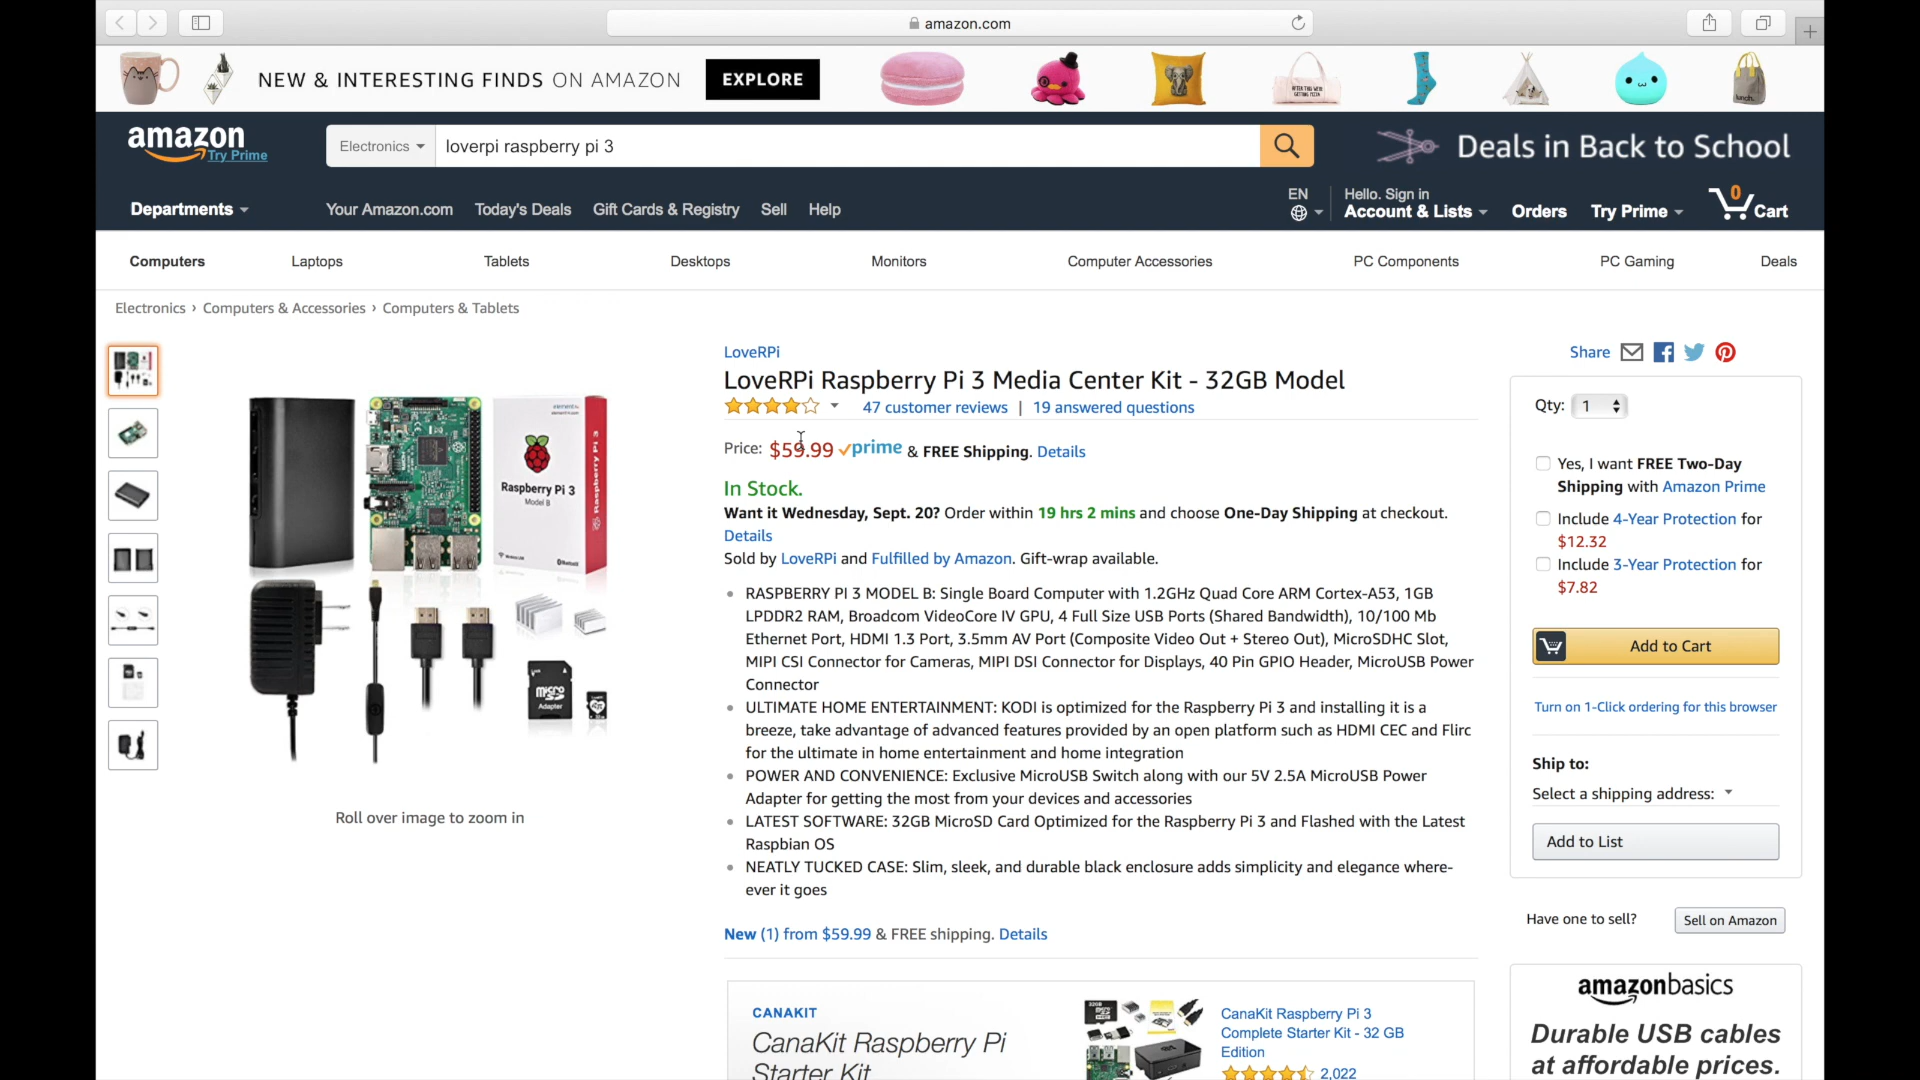 amazon.com
NEW & INTERESTING FINDS ON AMAZON
EXPLORE
AFTER THIS WE'RE GETTING PIZZA
lunch.
amazon
Try Prime
Electronics
loverpi raspberry pi 3
Deals in Back to School
Departments
Your Amazon.com
Today's Deals
Gift Cards & Registry
Sell
Help
EN
Hello. Sign in
Account & Lists
Orders
Try Prime
0
Cart
Computers
Laptops
Tablets
Desktops
Monitors
Computer Accessories
PC Components
PC Gaming
Deals
Electronics › Computers & Accessories › Computers & Tablets
Raspberry Pi 3
Model B
Raspberry Pi 3
micro SD
Adapter
Roll over image to zoom in
LoveRPi
LoveRPi Raspberry Pi 3 Media Center Kit - 32GB Model
47 customer reviews | 19 answered questions
Price: $59.99 prime & FREE Shipping. Details
In Stock.
Want it Wednesday, Sept. 20? Order within 19 hrs 2 mins and choose One-Day Shipping at checkout.
Details
Sold by LoveRPi and Fulfilled by Amazon. Gift-wrap available.
RASPBERRY PI 3 MODEL B: Single Board Computer with 1.2GHz Quad Core ARM Cortex-A53, 1GB
LPDDR2 RAM, Broadcom VideoCore IV GPU, 4 Full Size USB Ports (Shared Bandwidth), 10/100 Mb
Ethernet Port, HDMI 1.3 Port, 3.5mm AV Port (Composite Video Out + Stereo Out), MicroSDHC Slot,
MIPI CSI Connector for Cameras, MIPI DSI Connector for Displays, 40 Pin GPIO Header, MicroUSB Power
Connector
ULTIMATE HOME ENTERTAINMENT: KODI is optimized for the Raspberry Pi 3 and installing it is a
breeze, take advantage of advanced features provided by an open platform such as HDMI CEC and Flirc
for the ultimate in home entertainment and home integration
POWER AND CONVENIENCE: Exclusive MicroUSB Switch along with our 5V 2.5A MicroUSB Power
Adapter for getting the most from your devices and accessories
LATEST SOFTWARE: 32GB MicroSD Card Optimized for the Raspberry Pi 3 and Flashed with the Latest
Raspbian OS
NEATLY TUCKED CASE: Slim, sleek, and durable black enclosure adds simplicity and elegance where-
ever it goes
New (1) from $59.99 & FREE shipping. Details
CANAKIT
CanaKit Raspberry Pi
Starter Kit
CanaKit Raspberry Pi 3
Complete Starter Kit - 32 GB
Edition
2,022
Share
Qty: 1
Yes, I want FREE Two-Day
Shipping with Amazon Prime
Include 4-Year Protection for
$12.32
Include 3-Year Protection for
$7.82
Add to Cart
Turn on 1-Click ordering for this browser
Ship to:
Select a shipping address:
Add to List
Have one to sell?
Sell on Amazon
amazonbasics
Durable USB cables
at affordable prices.